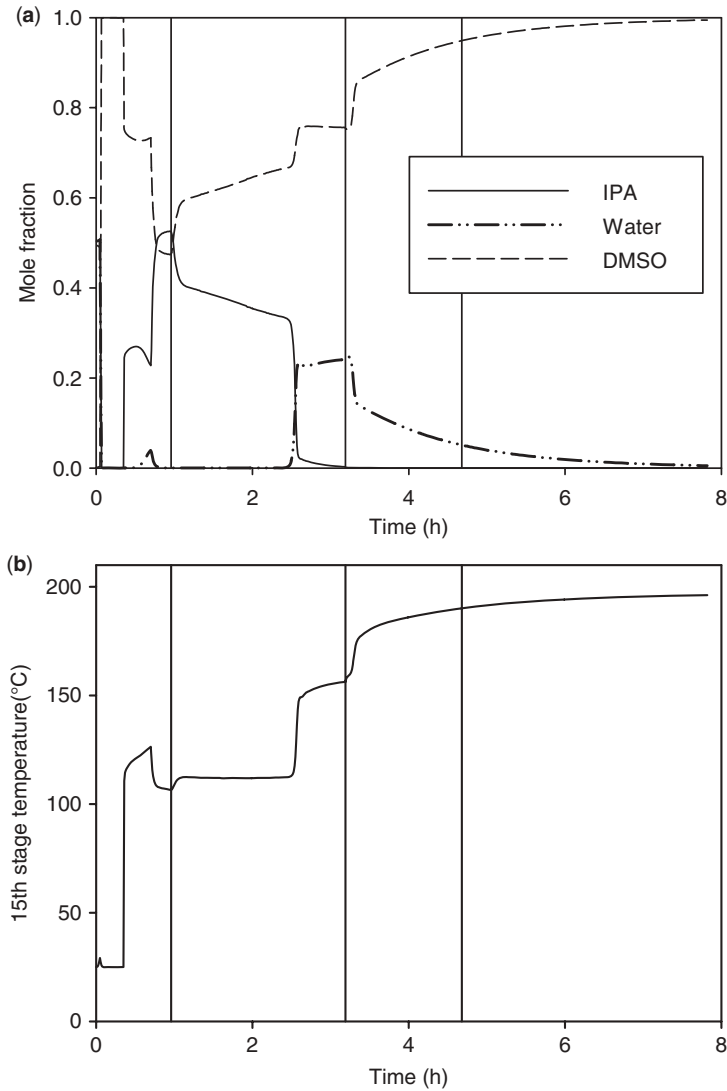 (a)
1.0
0.8
0.6
0.4
0.2
0.0
Mole fraction
IPA
Water
DMSO
0 2 4 6 8
Time (h)
(b)
200
150
100
50
0
15th stage temperature(°C)
0 2 4 6 8
Time (h)